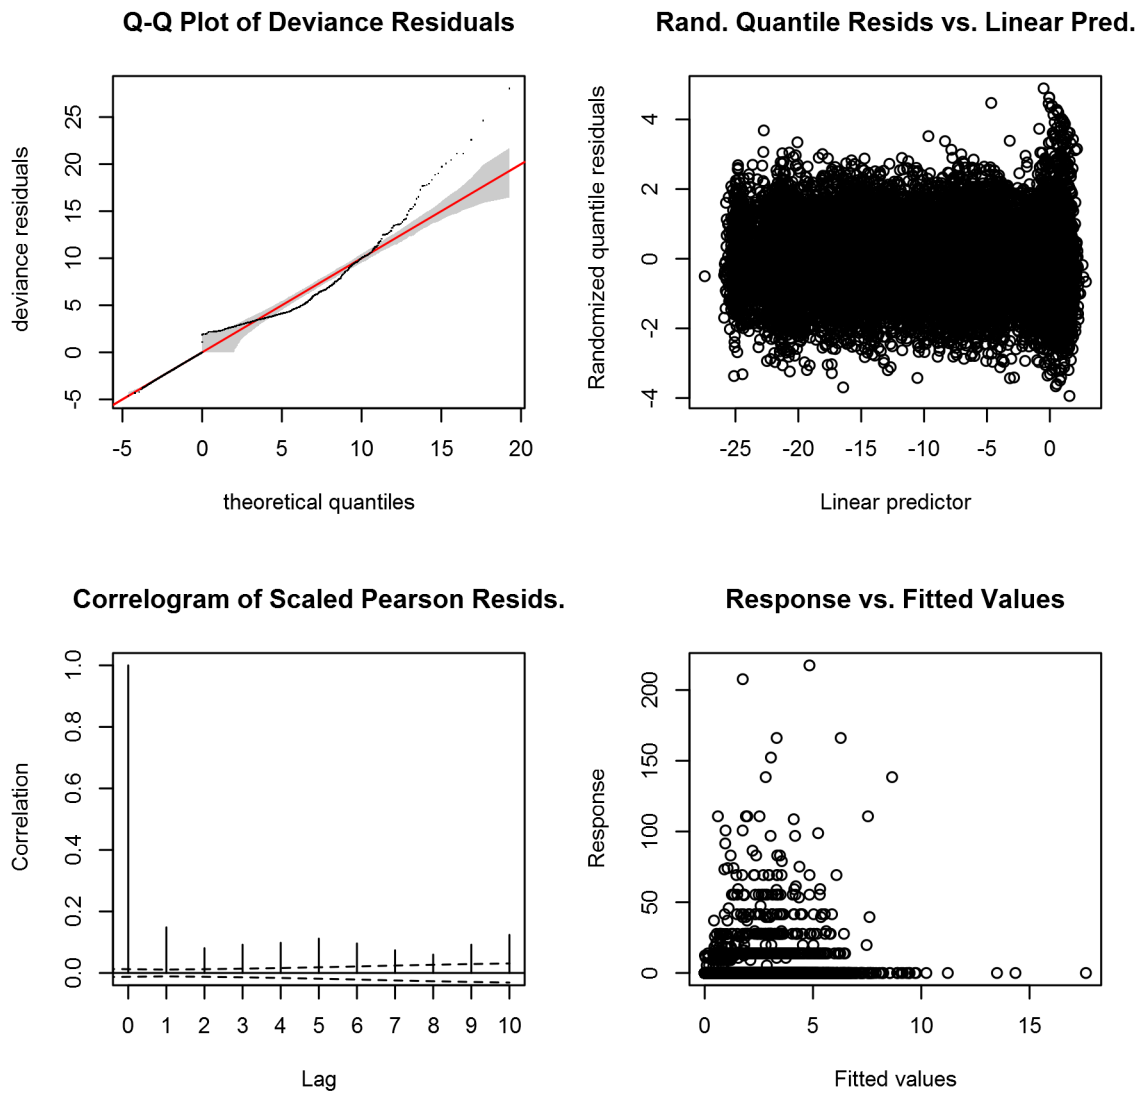 Q-Q Plot of Deviance Residuals
deviance residuals
25
20
15
10
5
0
-5
-5 0 5 10 15 20
theoretical quantiles
Rand. Quantile Resids vs. Linear Pred.
Randomized quantile residuals
4
2
0
-2
-4
-25 -20 -15 -10 -5 0
Linear predictor
Correlogram of Scaled Pearson Resids.
Correlation
1.0
0.8
0.6
0.4
0.2
0.0
0 1 2 3 4 5 6 7 8 9 10
Lag
Response vs. Fitted Values
Response
200
150
100
50
0
0 5 10 15
Fitted values